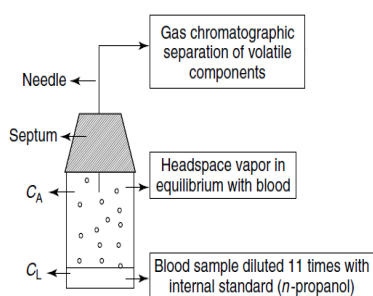 Gas chromatographic
separation of volatile
components
Needle
Septum
Headspace vapor in
equilibrium with blood
CA
CL
Blood sample diluted 11 times with
internal standard (n-propanol)